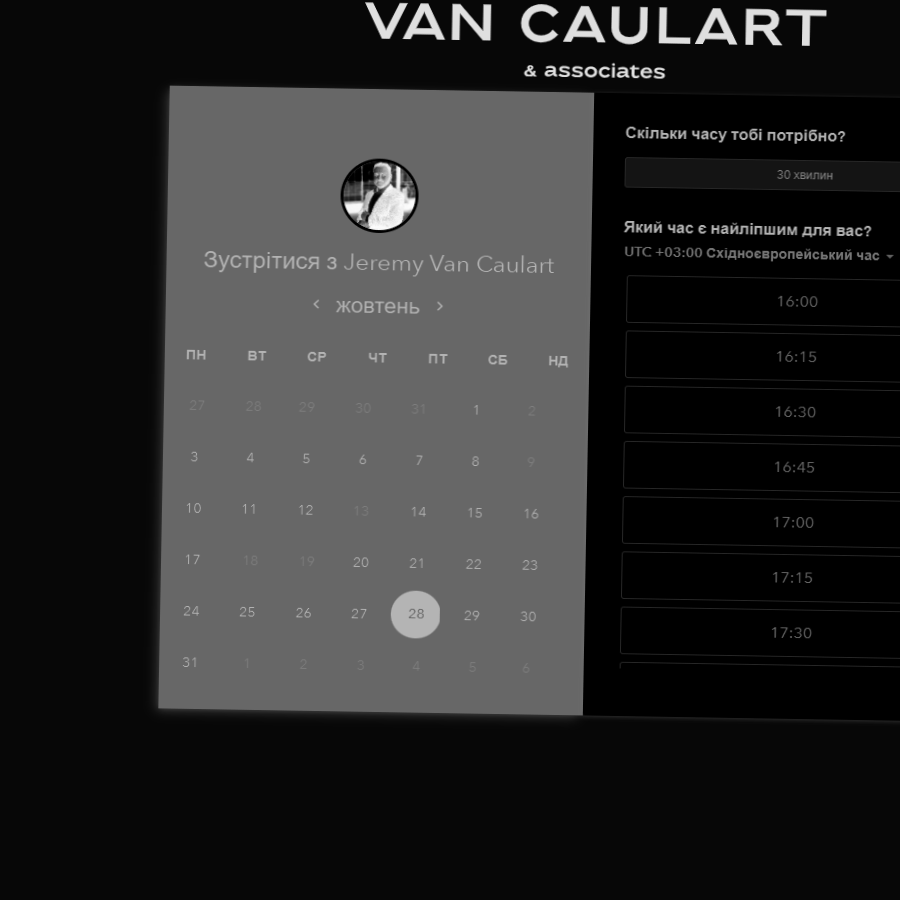 VAN CAULART
& associates
Зустрітися з Jeremy Van Caulart
жовтень
ПН ВТ СР ЧТ ПТ СБ НД
27 28 29 30 31 1 2
3 4 5 6 7 8 9
10 11 12 13 14 15 16
17 18 19 20 21 22 23
24 25 26 27 28 29 30
31 1 2 3 4 5 6
Скільки часу тобі потрібно?
30 хвилин
Який час є найліпшим для вас?
UTC +03:00 Східноєвропейський час
16:00
16:15
16:30
16:45
17:00
17:15
17:30